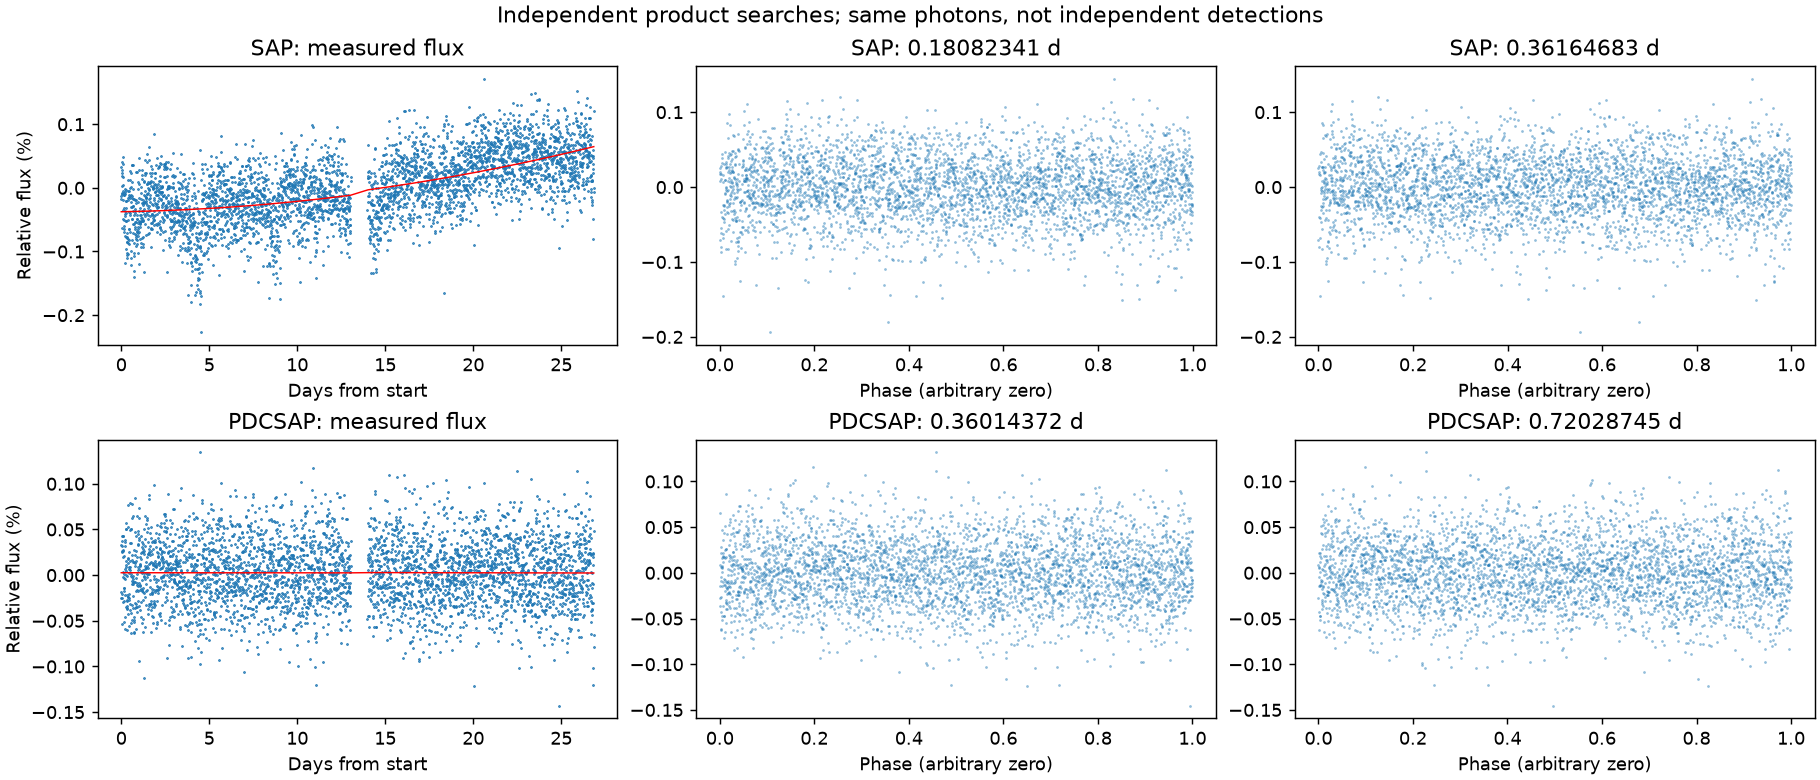 Independent product searches; same photons, not independent detections
SAP: measured flux
SAP: 0.18082341 d
SAP: 0.36164683 d
Relative flux (%)
0.1
0.0
−0.1
−0.2
0 5 10 15 20 25
Days from start
0.1
0.0
−0.1
−0.2
0.0 0.2 0.4 0.6 0.8 1.0
Phase (arbitrary zero)
0.1
0.0
−0.1
−0.2
0.0 0.2 0.4 0.6 0.8 1.0
Phase (arbitrary zero)
PDCSAP: measured flux
PDCSAP: 0.36014372 d
PDCSAP: 0.72028745 d
Relative flux (%)
0.10
0.05
0.00
−0.05
−0.10
−0.15
0 5 10 15 20 25
Days from start
0.10
0.05
0.00
−0.05
−0.10
−0.15
0.0 0.2 0.4 0.6 0.8 1.0
Phase (arbitrary zero)
0.10
0.05
0.00
−0.05
−0.10
−0.15
0.0 0.2 0.4 0.6 0.8 1.0
Phase (arbitrary zero)